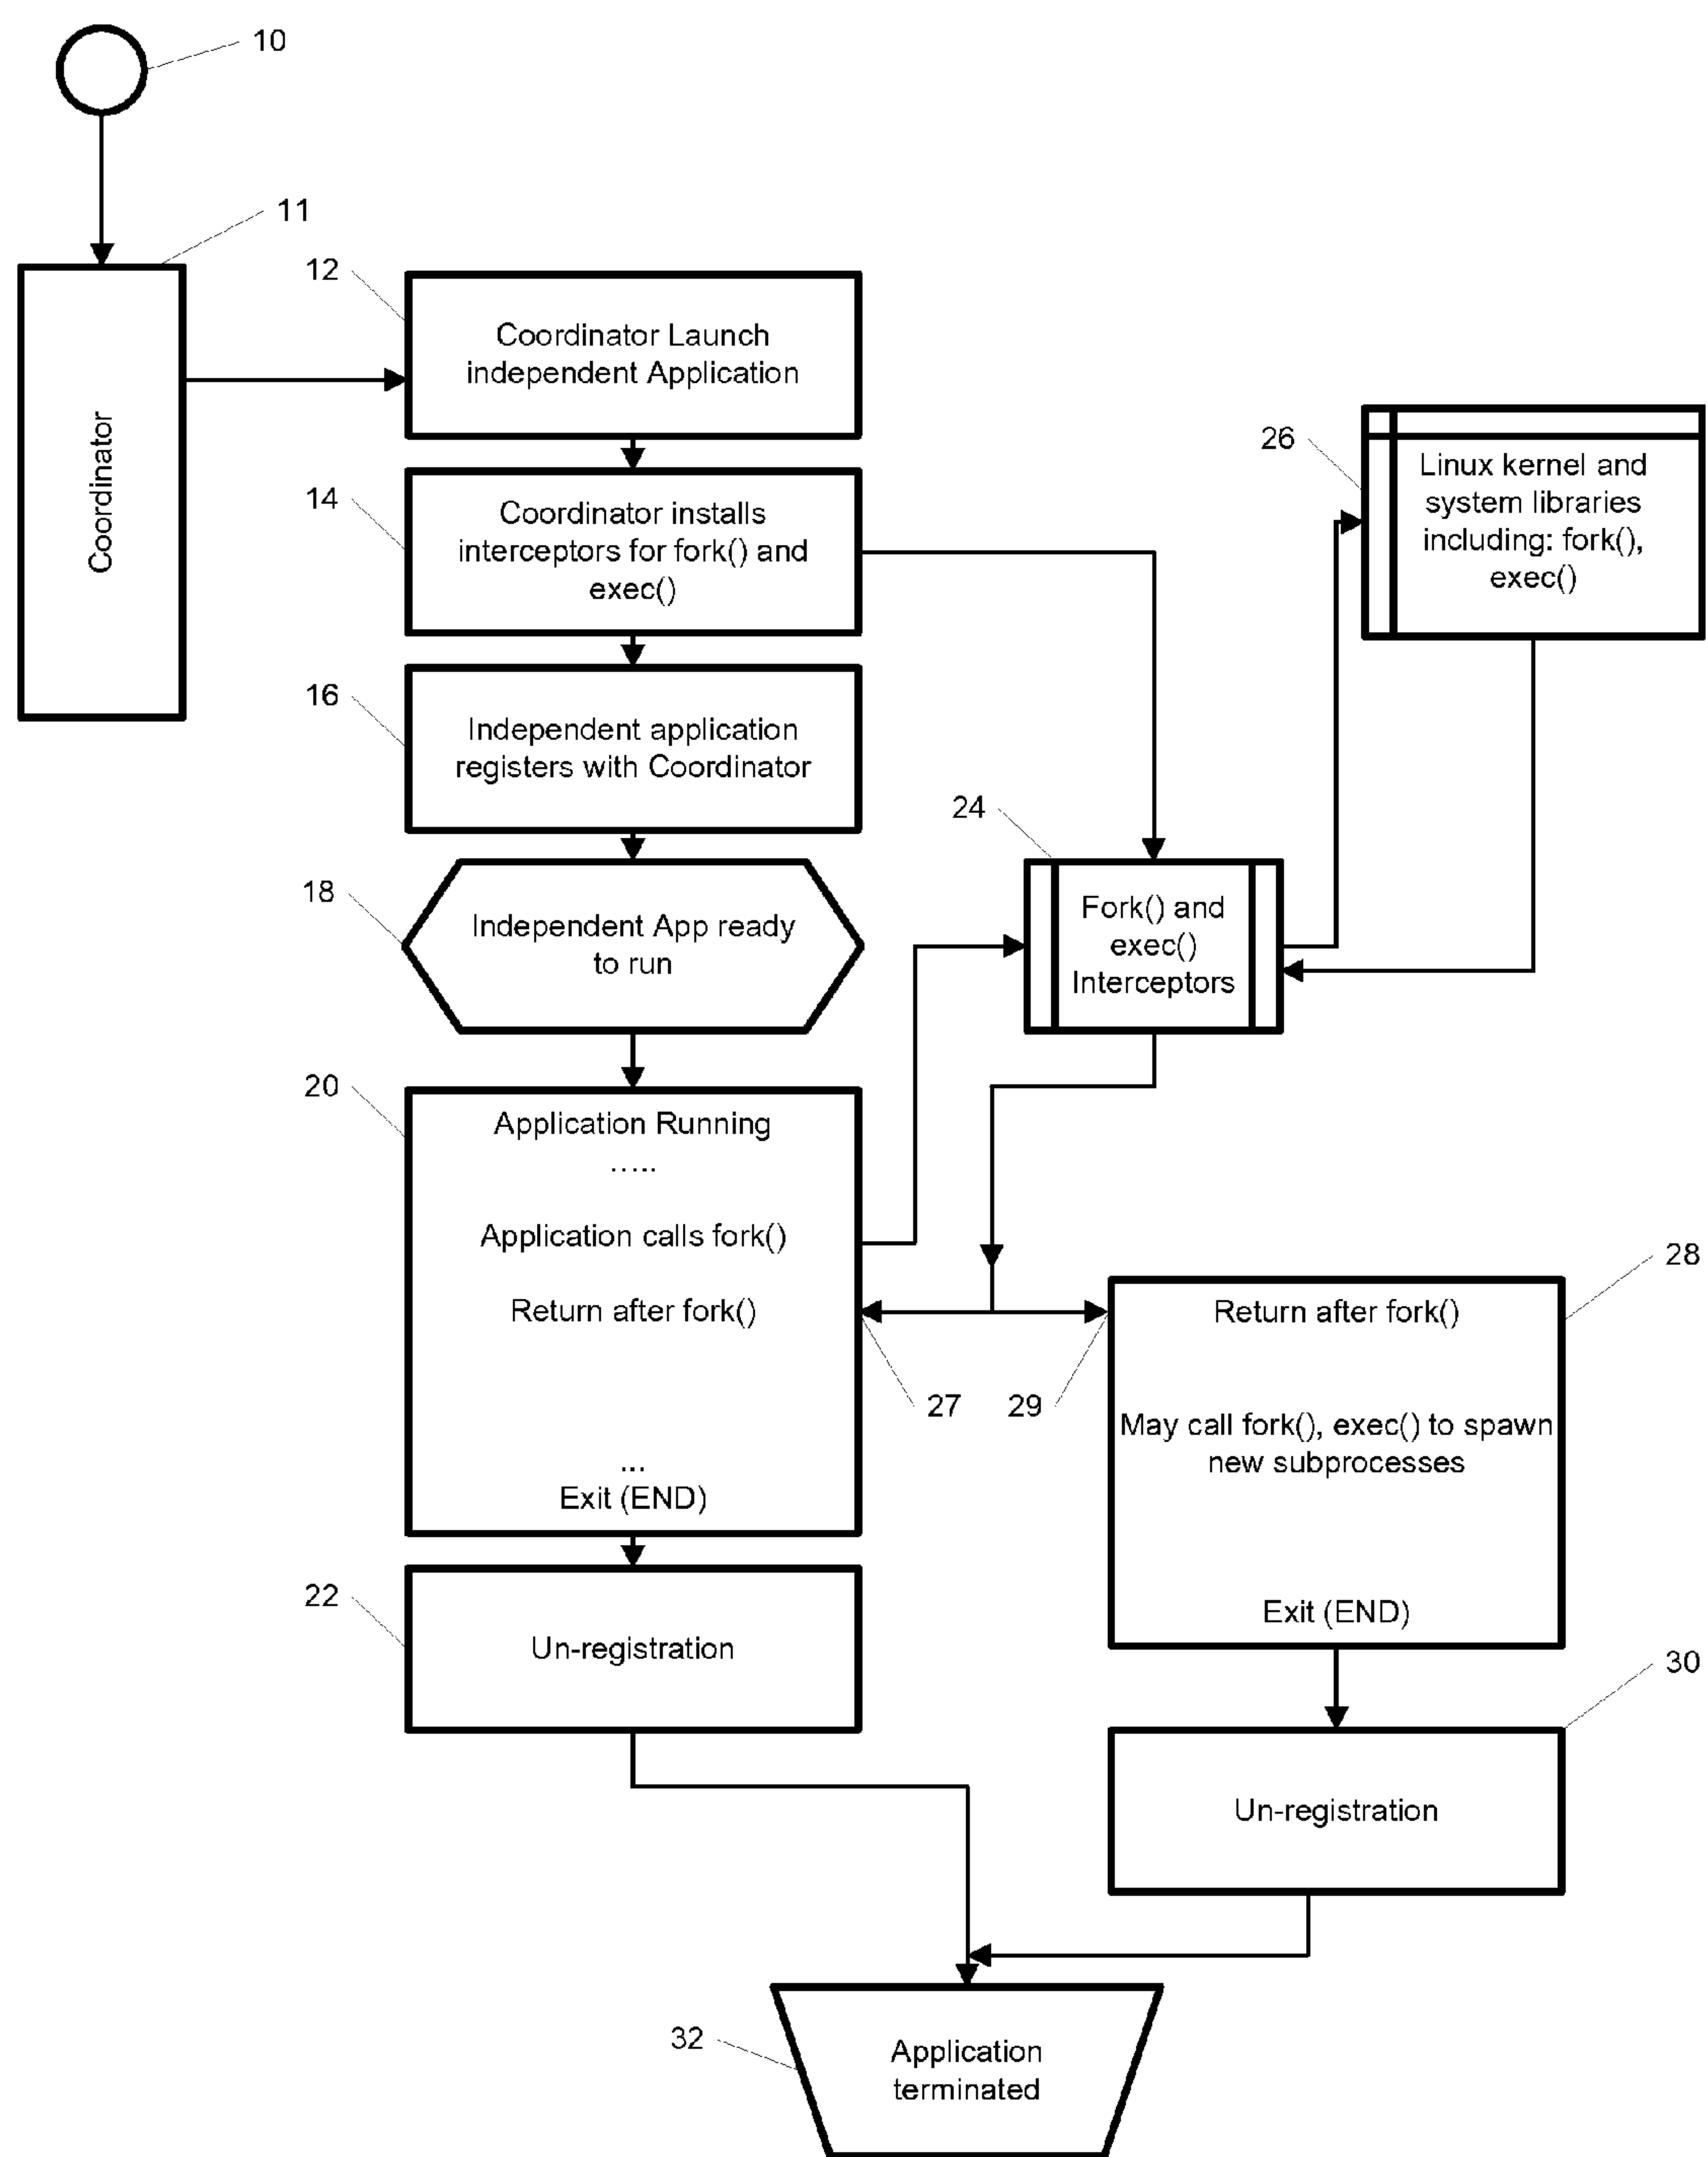 10
11
Coordinator
12
Coordinator Launch
independent Application
14
Coordinator installs
interceptors for fork() and
exec()
16
Independent application
registers with Coordinator
18
Independent App ready
to run
26
Linux kernel and
system libraries
including: fork(),
exec()
24
Fork() and
exec()
Interceptors
20
Application Running
.....
Application calls fork()
Return after fork()
...
Exit (END)
27
29
28
Return after fork()
May call fork(), exec() to spawn
new subprocesses
Exit (END)
22
Un-registration
30
Un-registration
32
Application
terminated